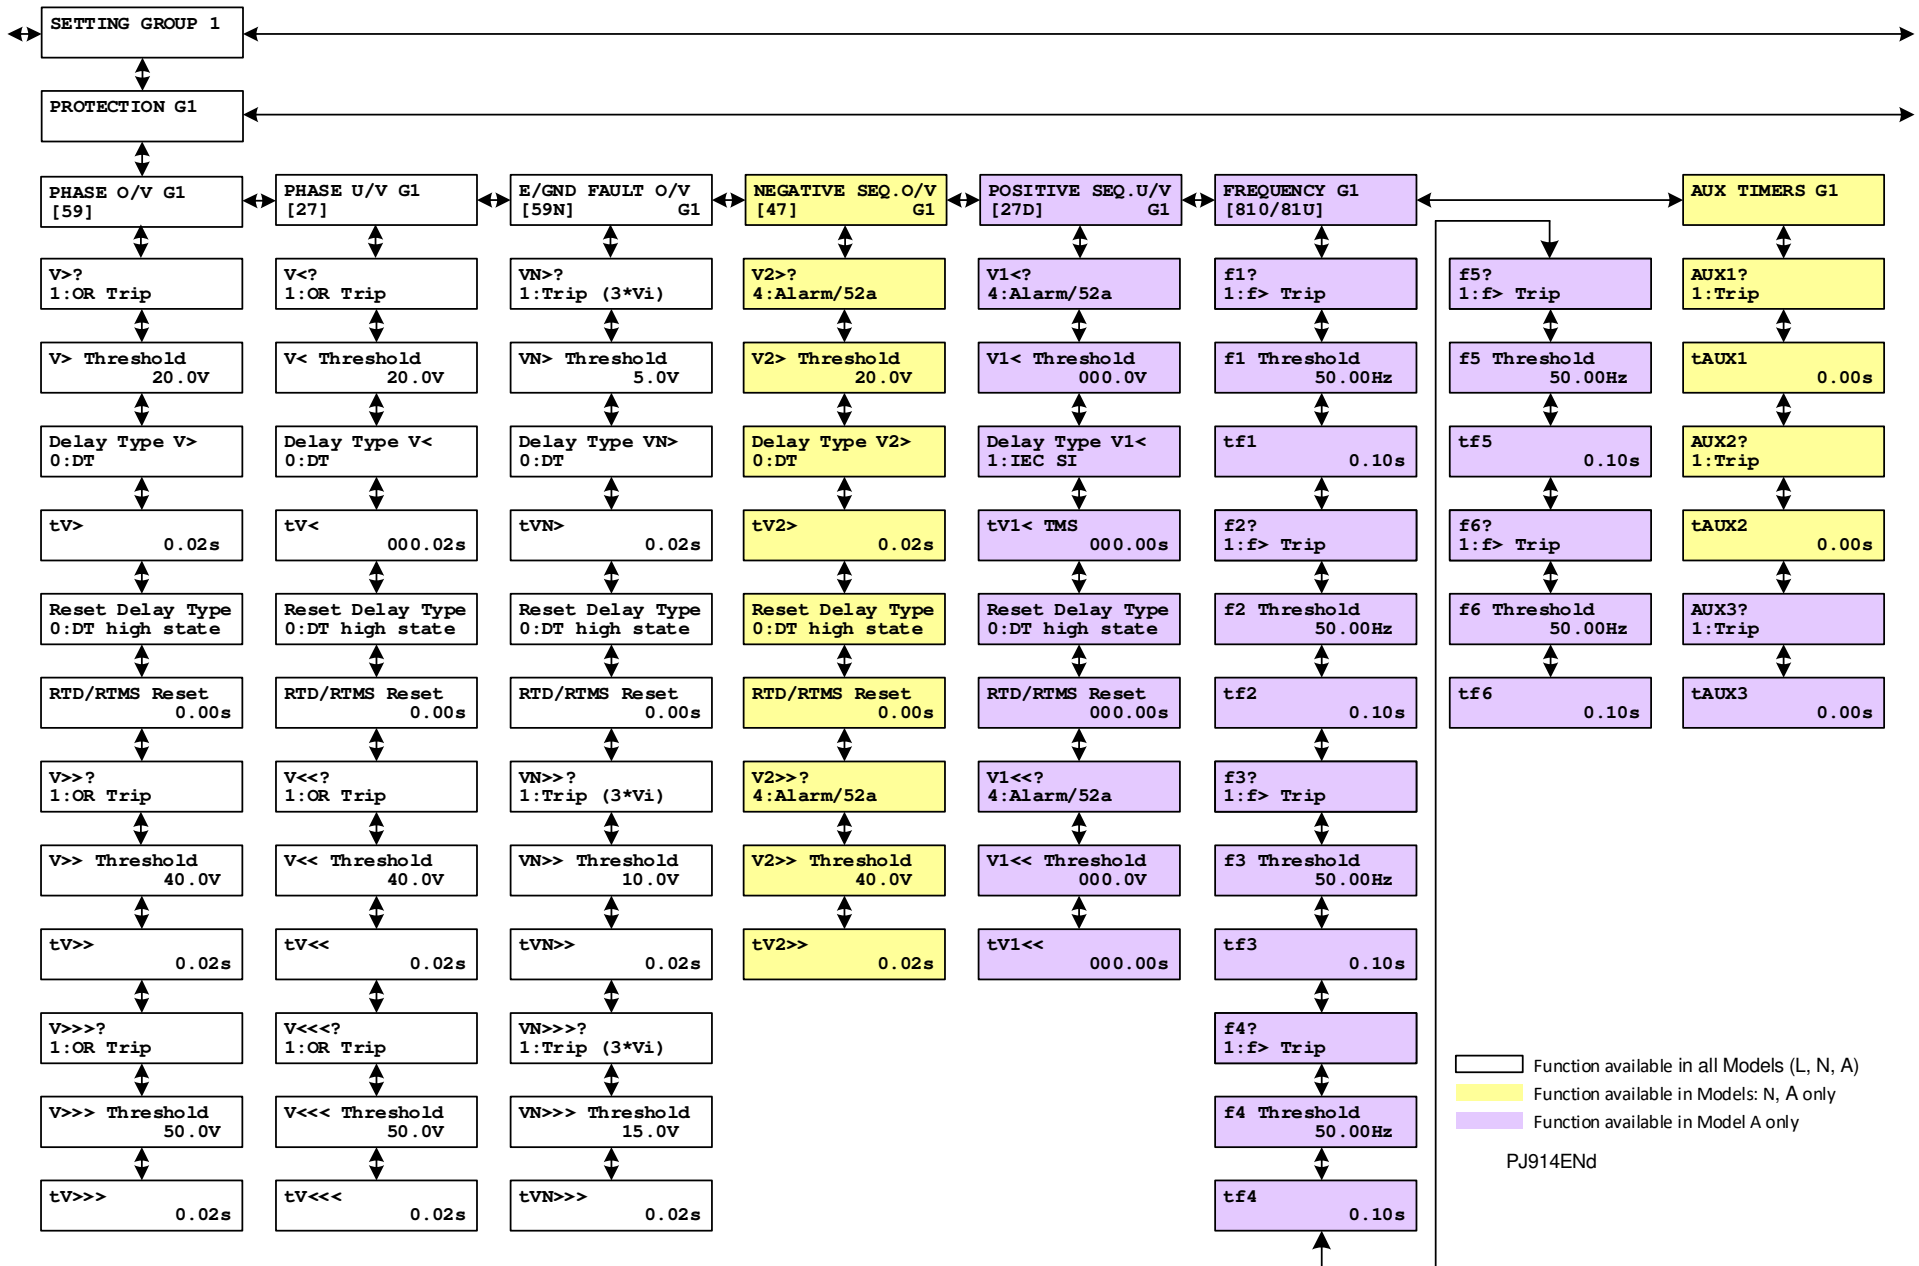 SETTING GROUP 1
PROTECTION G1
PHASE O/V G1
[59]
V>?
1:OR Trip
V> Threshold
20.0V
Delay Type V>
0:DT
tV>
0.02s
Reset Delay Type
0:DT high state
RTD/RTMS Reset
0.00s
V>>?
1:OR Trip
V>> Threshold
40.0V
tV>>
0.02s
V>>>?
1:OR Trip
V>>> Threshold
50.0V
tV>>>
0.02s
PHASE U/V G1
[27]
V<?
1:OR Trip
V< Threshold
20.0V
Delay Type V<
0:DT
tV<
000.02s
Reset Delay Type
0:DT high state
RTD/RTMS Reset
0.00s
V<<?
1:OR Trip
V<< Threshold
40.0V
tV<<
0.02s
V<<<?
1:OR Trip
V<<< Threshold
50.0V
tV<<<
0.02s
E/GND FAULT O/V
[59N] G1
VN>?
1:Trip (3*Vi)
VN> Threshold
5.0V
Delay Type VN>
0:DT
tVN>
0.02s
Reset Delay Type
0:DT high state
RTD/RTMS Reset
0.00s
VN>>?
1:Trip (3*Vi)
VN>> Threshold
10.0V
tVN>>
0.02s
VN>>>?
1:Trip (3*Vi)
VN>>> Threshold
15.0V
tVN>>>
0.02s
NEGATIVE SEQ.O/V
[47] G1
V2>?
4:Alarm/52a
V2> Threshold
20.0V
Delay Type V2>
0:DT
tV2>
0.02s
Reset Delay Type
0:DT high state
RTD/RTMS Reset
0.00s
V2>>?
4:Alarm/52a
V2>> Threshold
40.0V
tV2>>
0.02s
POSITIVE SEQ.U/V
[27D] G1
V1<?
4:Alarm/52a
V1< Threshold
000.0V
Delay Type V1<
1:IEC SI
tV1< TMS
000.00s
Reset Delay Type
0:DT high state
RTD/RTMS Reset
000.00s
V1<<?
4:Alarm/52a
V1<< Threshold
000.0V
tV1<<
000.00s
FREQUENCY G1
[810/81U]
f1?
1:f> Trip
f1 Threshold
50.00Hz
tf1
0.10s
f2?
1:f> Trip
f2 Threshold
50.00Hz
tf2
0.10s
f3?
1:f> Trip
f3 Threshold
50.00Hz
tf3
0.10s
f4?
1:f> Trip
f4 Threshold
50.00Hz
tf4
0.10s
f5?
1:f> Trip
f5 Threshold
50.00Hz
tf5
0.10s
f6?
1:f> Trip
f6 Threshold
50.00Hz
tf6
0.10s
AUX TIMERS G1
AUX1?
1:Trip
tAUX1
0.00s
AUX2?
1:Trip
tAUX2
0.00s
AUX3?
1:Trip
tAUX3
0.00s
Function available in all Models (L, N, A)
Function available in Models: N, A only
Function available in Model A only
PJ914ENd